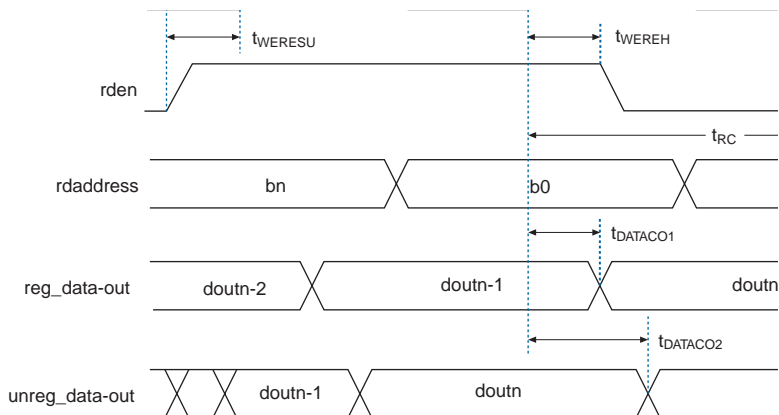 tWERESU
tWEREH
rden
tRC
rdaddress
bn
b0
tDATACO1
reg_data-out
doutn-2
doutn-1
doutn
tDATACO2
unreg_data-out
doutn-1
doutn